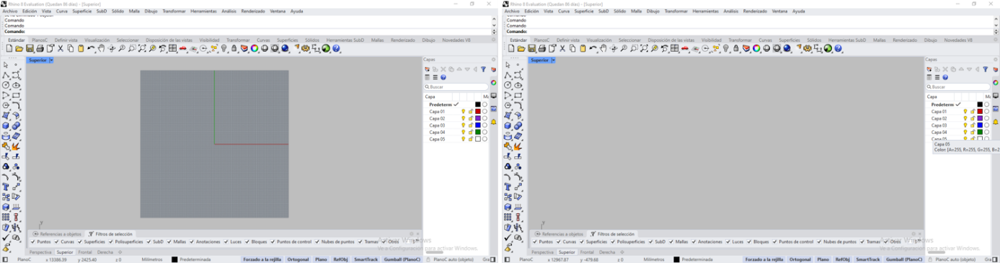 Rhino 8 Evaluation (Quedan 86 días) - [Superior]
Archivo Edición Vista Curva Superficie SubD Sólido Malla Dibujo Transformar Herramientas Análisis Renderizado Ventana Ayuda
Comando
Comando
Comando:
Estándar PlanosC Definir vista Visualización Seleccionar Disposición de las vistas Visibilidad Transformar Curvas Superficies Sólidos Herramientas SubD Mallas Renderizado Dibujo Novedades V8
Superior
Capas
Buscar
Capa
Predeterm
Capa 01
Capa 02
Capa 03
Capa 04
Capa 05
y
Referencias a objetos Filtros de selección
Puntos Curvas Superficies Polisuperficies SubD Mallas Anotaciones Luces Bloques Puntos de control Nubes de puntos Tramas Otros
Ve a Configuración para activar Windows.
Perspectiva Superior Frontal Derecha
PlanoC x 13386.39 y 2425.40 z 0 Milímetros Predeterminada Forzado a la rejilla Ortogonal Plano RefObj SmartTrack Gumball (PlanoC) PlanoC auto (objeto) Gra
Rhino 8 Evaluation (Quedan 86 días) - [Superior]
Archivo Edición Vista Curva Superficie SubD Sólido Malla Dibujo Transformar Herramientas Análisis Renderizado Ventana Ayuda
Comando
Comando
Comando:
Estándar PlanosC Definir vista Visualización Seleccionar Disposición de las vistas Visibilidad Transformar Curvas Superficies Sólidos Herramientas SubD Mallas Renderizado Dibujo Novedades V8
Superior
Capas
Buscar
Capa
Predeterm
Capa 01
Capa 02
Capa 03
Capa 04
Capa 05
Capa 05
Color: [A=255, R=255, G=255, B=2
y
Referencias a objetos Filtros de selección
Puntos Curvas Superficies Polisuperficies SubD Mallas Anotaciones Luces Bloques Puntos de control Nubes de puntos Tramas Otros
Ve a Configuración para activar Windows.
Perspectiva Superior Frontal Derecha
PlanoC x 12967.87 y -479.68 z 0 Milímetros Predeterminada Forzado a la rejilla Ortogonal Plano RefObj SmartTrack Gumball (PlanoC) PlanoC auto (objeto) Gra